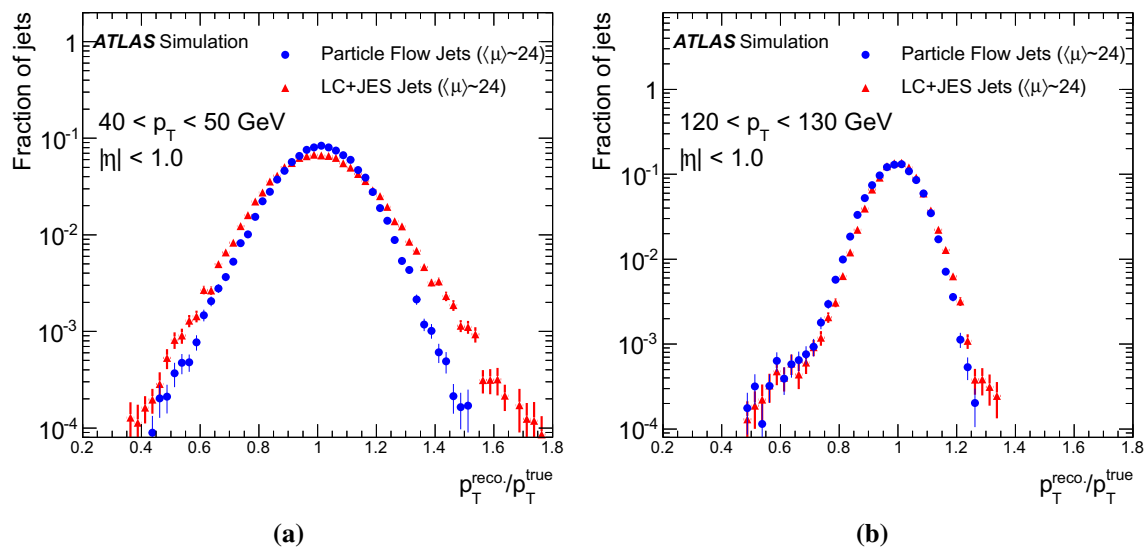 Fraction of jets
ATLAS Simulation
Particle Flow Jets (⟨μ⟩~24)
LC+JES Jets (⟨μ⟩~24)
40 < p_T < 50 GeV
|η| < 1.0
1
10^-1
10^-2
10^-3
10^-4
0.2 0.4 0.6 0.8 1 1.2 1.4 1.6 1.8
p_T^reco./p_T^true
(a)
Fraction of jets
ATLAS Simulation
Particle Flow Jets (⟨μ⟩~24)
LC+JES Jets (⟨μ⟩~24)
120 < p_T < 130 GeV
|η| < 1.0
1
10^-1
10^-2
10^-3
10^-4
0.2 0.4 0.6 0.8 1 1.2 1.4 1.6 1.8
p_T^reco./p_T^true
(b)